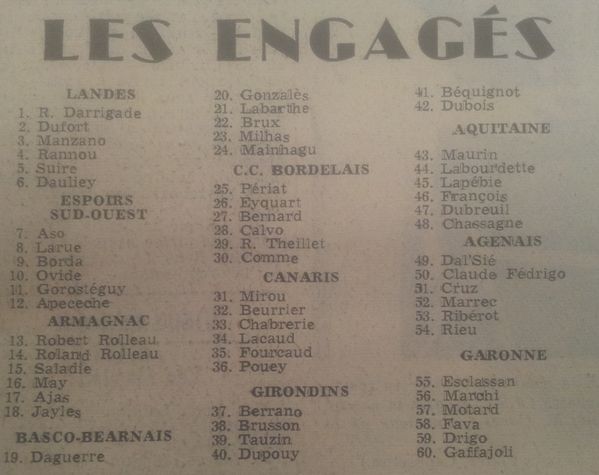 LES ENGAGÉS
LANDES
1. R. Darrigade
2. Dufort
3. Manzano
4. Rannou
5. Suire
6. Dauliey
ESPOIRS
SUD-OUEST
7. Aso
8. Larue
9. Borda
10. Ovide
11. Gorostéguy
12. Apeceche
ARMAGNAC
13. Robert Rolleau
14. Roland Rolleau
15. Saladie
16. May
17. Ajas
18. Jayles
BASCO-BEARNAIS
19. Daguerre
20. Gonzalès
21. Labarthe
22. Brux
23. Milhas
24. Mainhagu
C.C. BORDELAIS
25. Périat
26. Eyquart
27. Bernard
28. Calvo
29. R. Theillet
30. Comme
CANARIS
31. Mirou
32. Beurrier
33. Chabrerie
34. Lacaud
35. Fourcaud
36. Pouey
GIRONDINS
37. Berrano
38. Brusson
39. Tauzin
40. Dupouy
41. Béquignot
42. Dubois
AQUITAINE
43. Maurin
44. Labourdette
45. Lapébie
46. François
47. Dubreuil
48. Chassagne
AGENAIS
49. Dal'Sié
50. Claude Fédrigo
51. Cruz
52. Marrec
53. Ribérot
54. Rieu
GARONNE
55. Esclassan
56. Marchi
57. Motard
58. Fava
59. Drigo
60. Gaffajoli